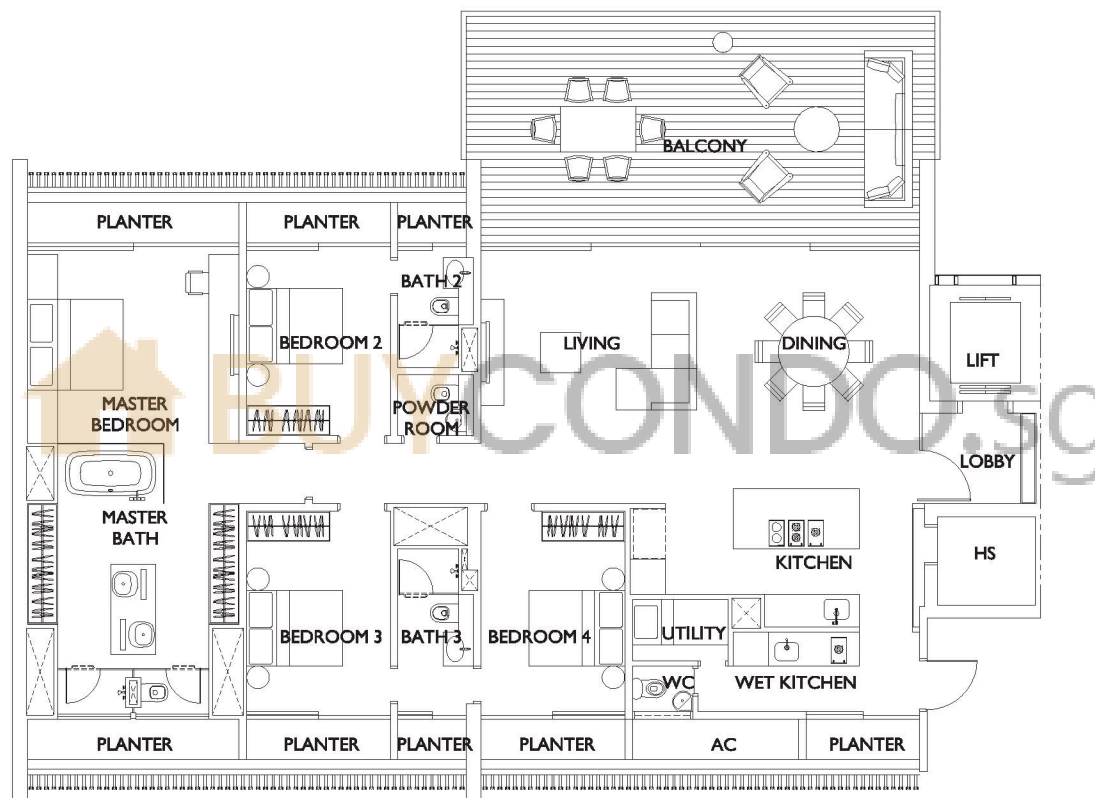 BALCONY
PLANTER
PLANTER
PLANTER
BATH 2
BEDROOM 2
LIVING
DINING
LIFT
MASTER
BEDROOM
POWDER
ROOM
BUYCONDO.sg
LOBBY
MASTER
BATH
KITCHEN
HS
BEDROOM 3
BATH 3
BEDROOM 4
UTILITY
WC
WET KITCHEN
PLANTER
PLANTER
PLANTER
PLANTER
AC
PLANTER